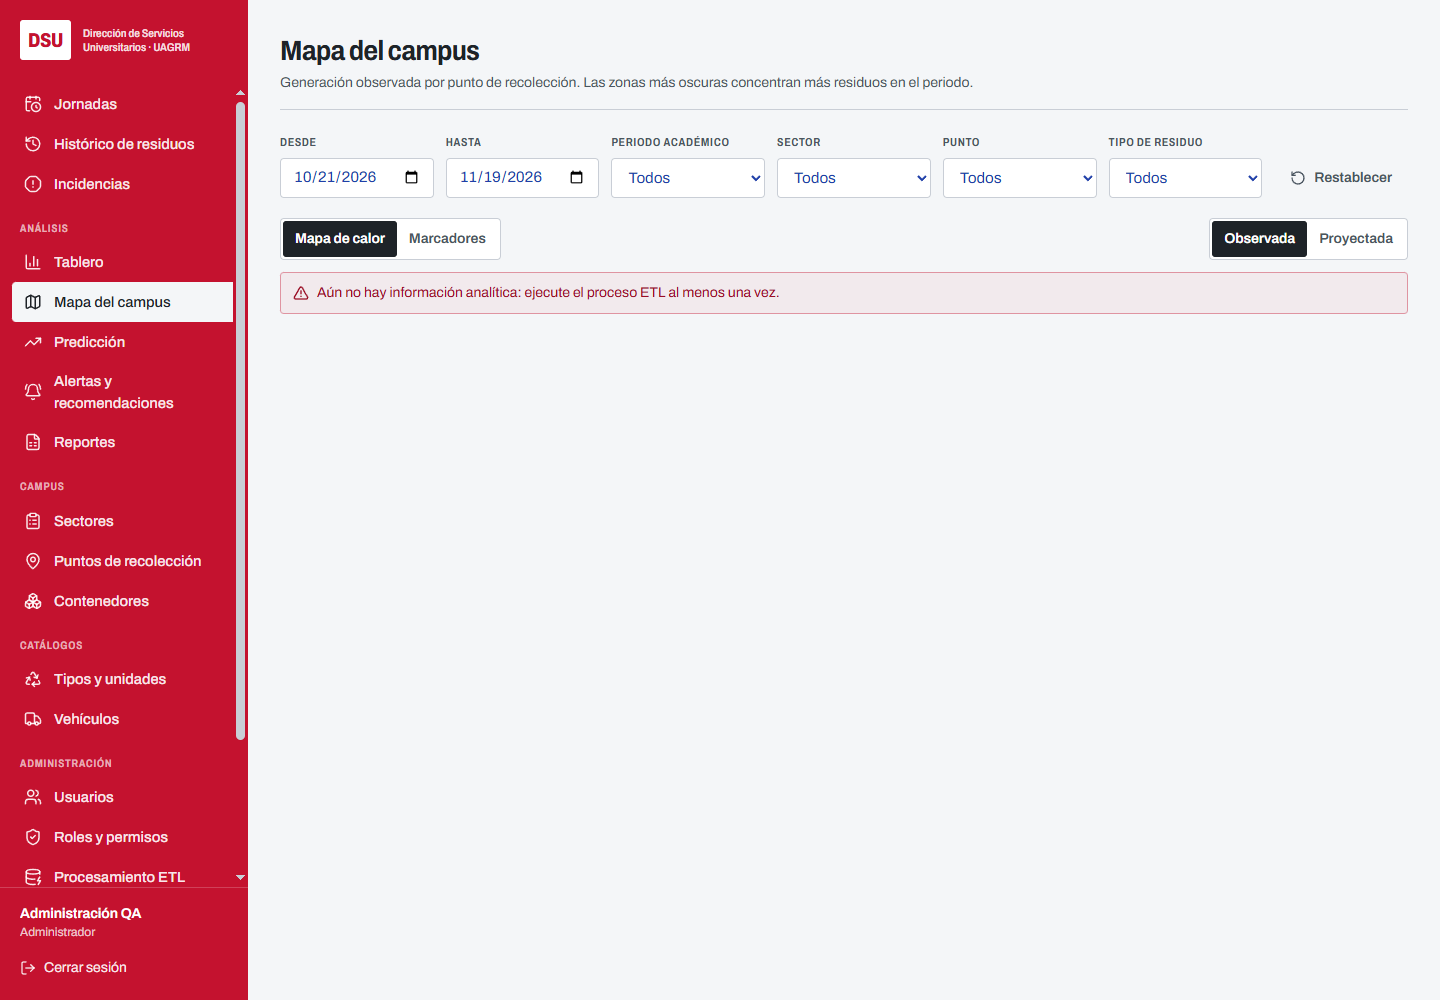 DSU
Dirección de Servicios
Universitarios · UAGRM
Jornadas
Histórico de residuos
Incidencias
ANÁLISIS
Tablero
Mapa del campus
Predicción
Alertas y
recomendaciones
Reportes
CAMPUS
Sectores
Puntos de recolección
Contenedores
CATÁLOGOS
Tipos y unidades
Vehículos
ADMINISTRACIÓN
Usuarios
Roles y permisos
Procesamiento ETL
Administración QA
Administrador
Cerrar sesión
Mapa del campus
Generación observada por punto de recolección. Las zonas más oscuras concentran más residuos en el periodo.
DESDE HASTA PERIODO ACADÉMICO SECTOR PUNTO TIPO DE RESIDUO
10/21/2026 11/19/2026 Todos Todos Todos Todos Restablecer
Mapa de calor Marcadores Observada Proyectada
Aún no hay información analítica: ejecute el proceso ETL al menos una vez.